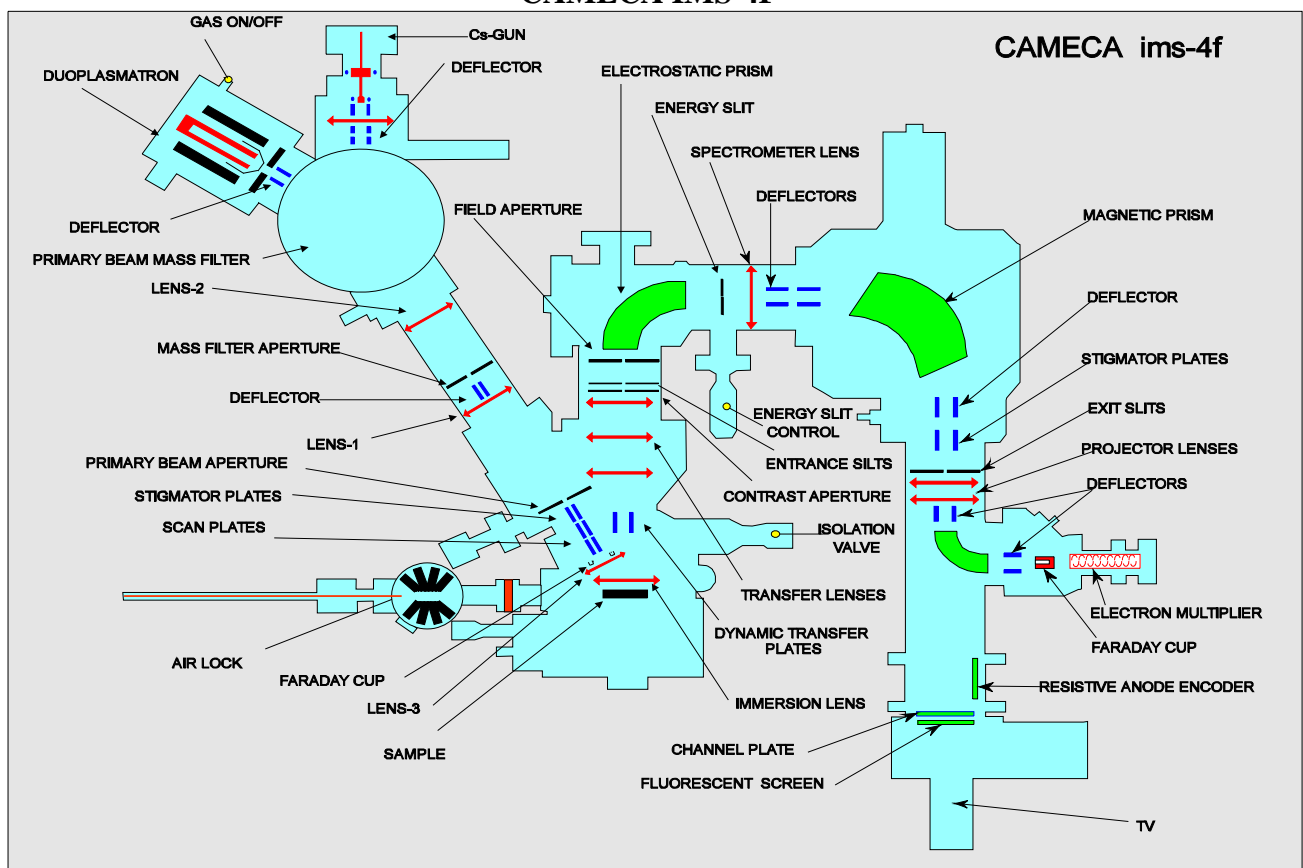 CAMECA IMS-4F
CAMECA ims-4f
GAS ON/OFF
Cs-GUN
DUOPLASMATRON
DEFLECTOR
ELECTROSTATIC PRISM
ENERGY SLIT
SPECTROMETER LENS
DEFLECTORS
FIELD APERTURE
MAGNETIC PRISM
DEFLECTOR
PRIMARY BEAM MASS FILTER
LENS-2
DEFLECTOR
MASS FILTER APERTURE
STIGMATOR PLATES
DEFLECTOR
EXIT SLITS
ENERGY SLIT
CONTROL
LENS-1
PROJECTOR LENSES
ENTRANCE SILTS
PRIMARY BEAM APERTURE
DEFLECTORS
STIGMATOR PLATES
CONTRAST APERTURE
SCAN PLATES
ISOLATION
VALVE
TRANSFER LENSES
ELECTRON MULTIPLIER
DYNAMIC TRANSFER
PLATES
FARADAY CUP
AIR LOCK
FARADAY CUP
RESISTIVE ANODE ENCODER
LENS-3
IMMERSION LENS
SAMPLE
CHANNEL PLATE
FLUORESCENT SCREEN
TV